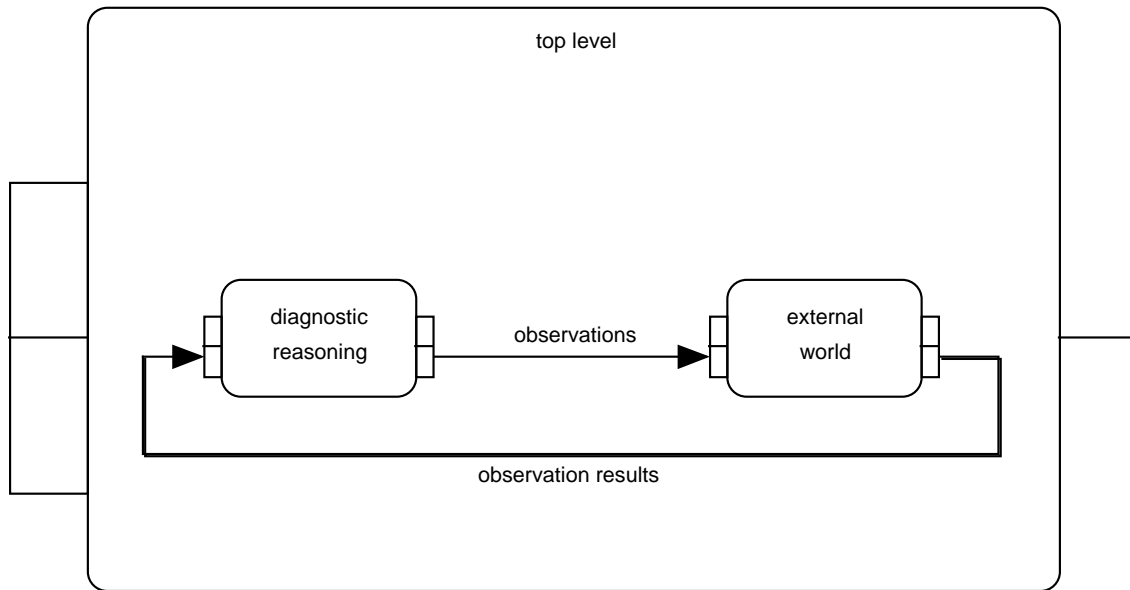 top level
diagnostic
reasoning
observations
external
world
observation results